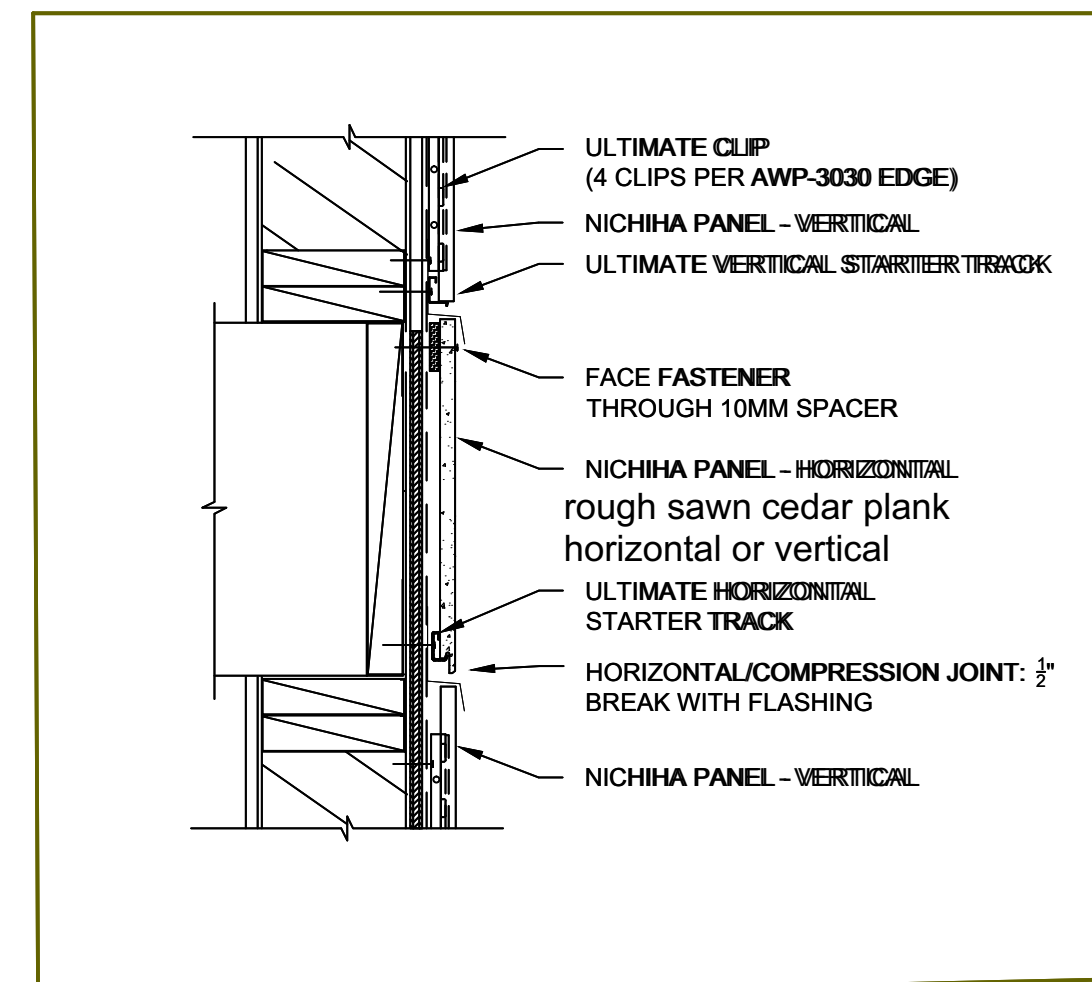 ULTIMATE CLIP
(4 CLIPS PER AWP-3030 EDGE)
NICHIHA PANEL - VERTICAL
ULTIMATE VERTICAL STARTER TRACK
FACE FASTENER
THROUGH 10MM SPACER
NICHIHA PANEL - HORIZONTAL
rough sawn cedar plank
horizontal or vertical
ULTIMATE HORIZONTAL
STARTER TRACK
HORIZONTAL/COMPRESSION JOINT: ½"
BREAK WITH FLASHING
NICHIHA PANEL - VERTICAL